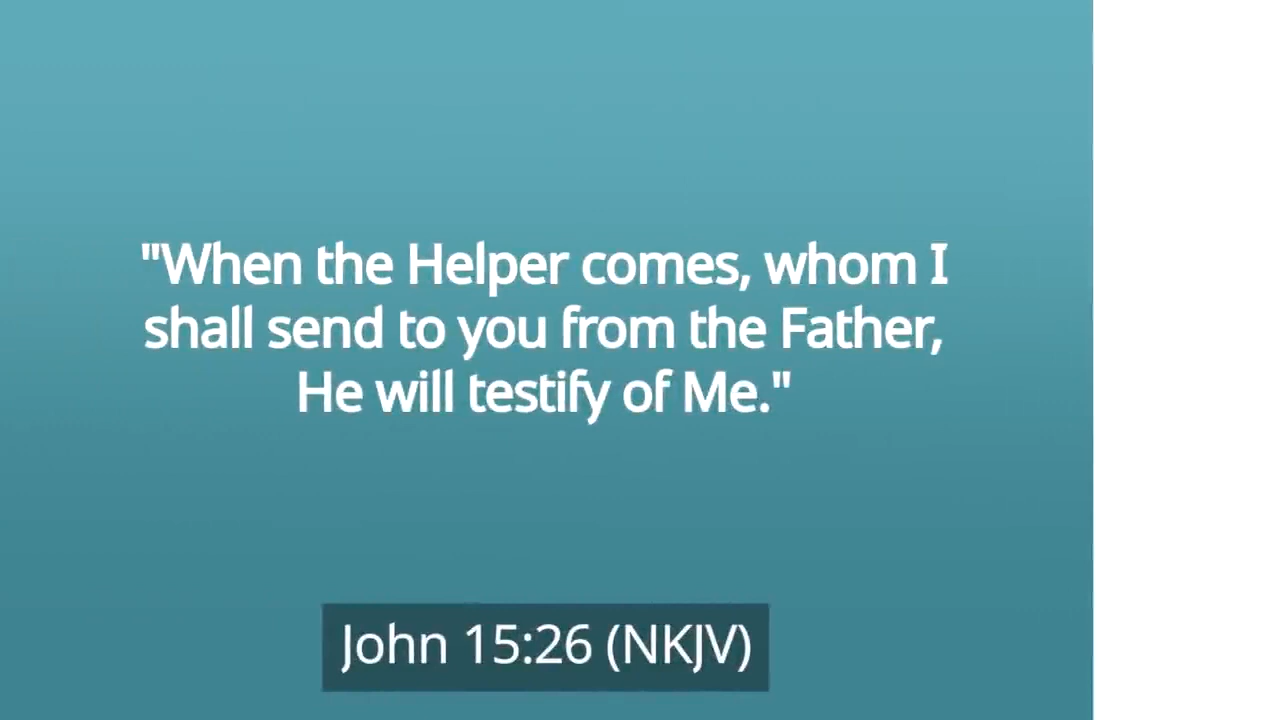 "When the Helper comes, whom I
shall send to you from the Father,
He will testify of Me."
John 15:26 (NKJV)